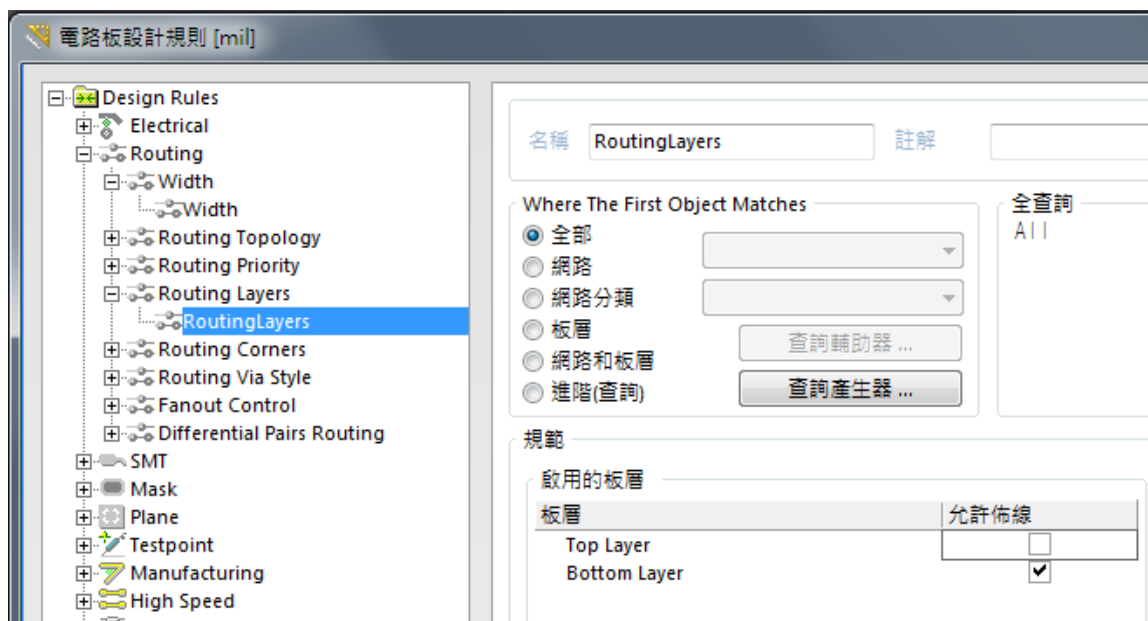 電路板設計規則 [mil]
Design Rules
Electrical
Routing
Width
Width
Routing Topology
Routing Priority
Routing Layers
RoutingLayers
Routing Corners
Routing Via Style
Fanout Control
Differential Pairs Routing
SMT
Mask
Plane
Testpoint
Manufacturing
High Speed
名稱 RoutingLayers 註解
Where The First Object Matches
全部
網路
網路分類
板層
網路和板層
進階(查詢)
查詢輔助器 ...
查詢產生器 ...
全查詢
All
規範
啟用的板層
板層 允許佈線
Top Layer
Bottom Layer